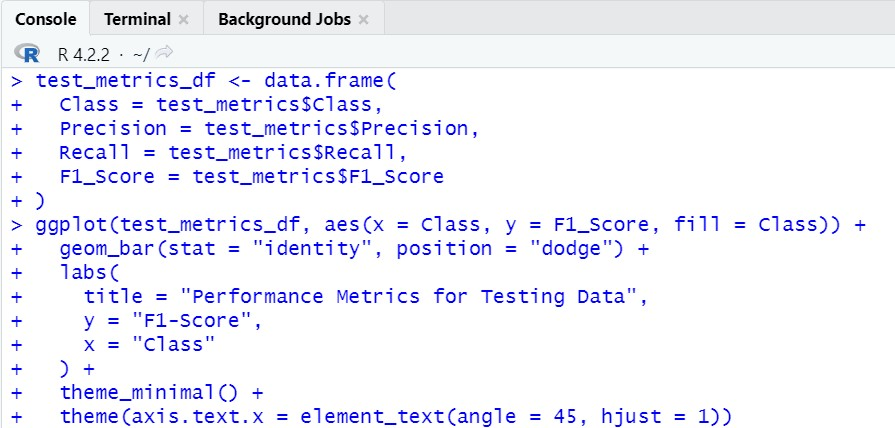 Console Terminal × Background Jobs ×
R R 4.2.2 · ~/
> test_metrics_df <- data.frame(
+   Class = test_metrics$Class,
+   Precision = test_metrics$Precision,
+   Recall = test_metrics$Recall,
+   F1_Score = test_metrics$F1_Score
+ )
> ggplot(test_metrics_df, aes(x = Class, y = F1_Score, fill = Class)) +
+   geom_bar(stat = "identity", position = "dodge") +
+   labs(
+     title = "Performance Metrics for Testing Data",
+     y = "F1-Score",
+     x = "Class"
+   ) +
+   theme_minimal() +
+   theme(axis.text.x = element_text(angle = 45, hjust = 1))